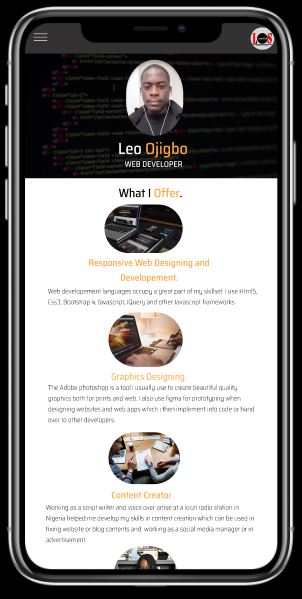 LOS
Leo Ojigbo
WEB DEVELOPER
What I Offer.
Responsive Web Designing and
Developement.
Web developement languages occupy a great part of my skillset. I use Html5,
Css3, Bootstrap 4, Javascript, JQuery and other Javascript frameworks.
Graphics Designing.
The Adobe photoshop is a tool i usually use to create beautiful quality
graphics both for prints and web. I also use figma for prototyping when
designing websites and web apps which i then implement into code or hand
over to other developers.
Content Creator
Working as a script writer and voice over artise at a local radio station in
Nigeria helped me develop my skills in content creation which can be used in
fixing website or blog contents and working as a social media manager or in
advertisement.